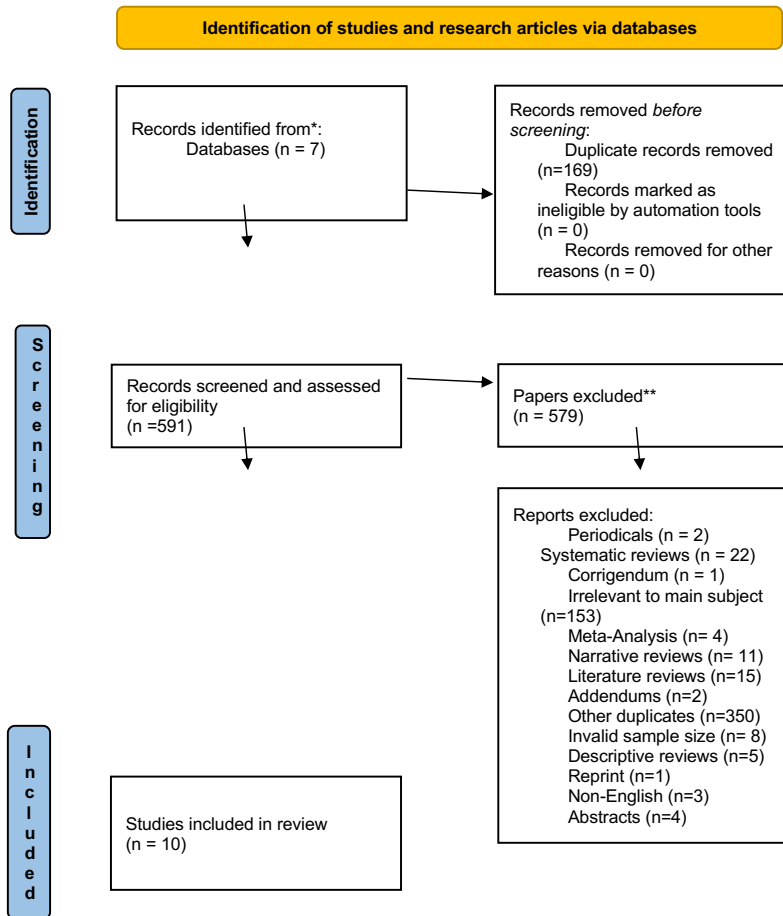 Identification of studies and research articles via databases
Identification
Records identified from*:
Databases (n = 7)
Records removed before
screening:
Duplicate records removed
(n=169)
Records marked as
ineligible by automation tools
(n = 0)
Records removed for other
reasons (n = 0)
Screening
Records screened and assessed
for eligibility
(n =591)
Papers excluded**
(n = 579)
Reports excluded:
Periodicals (n = 2)
Systematic reviews (n = 22)
Corrigendum (n = 1)
Irrelevant to main subject
(n=153)
Meta-Analysis (n= 4)
Narrative reviews (n= 11)
Literature reviews (n=15)
Addendums (n=2)
Other duplicates (n=350)
Invalid sample size (n= 8)
Descriptive reviews (n=5)
Reprint (n=1)
Non-English (n=3)
Abstracts (n=4)
Included
Studies included in review
(n = 10)